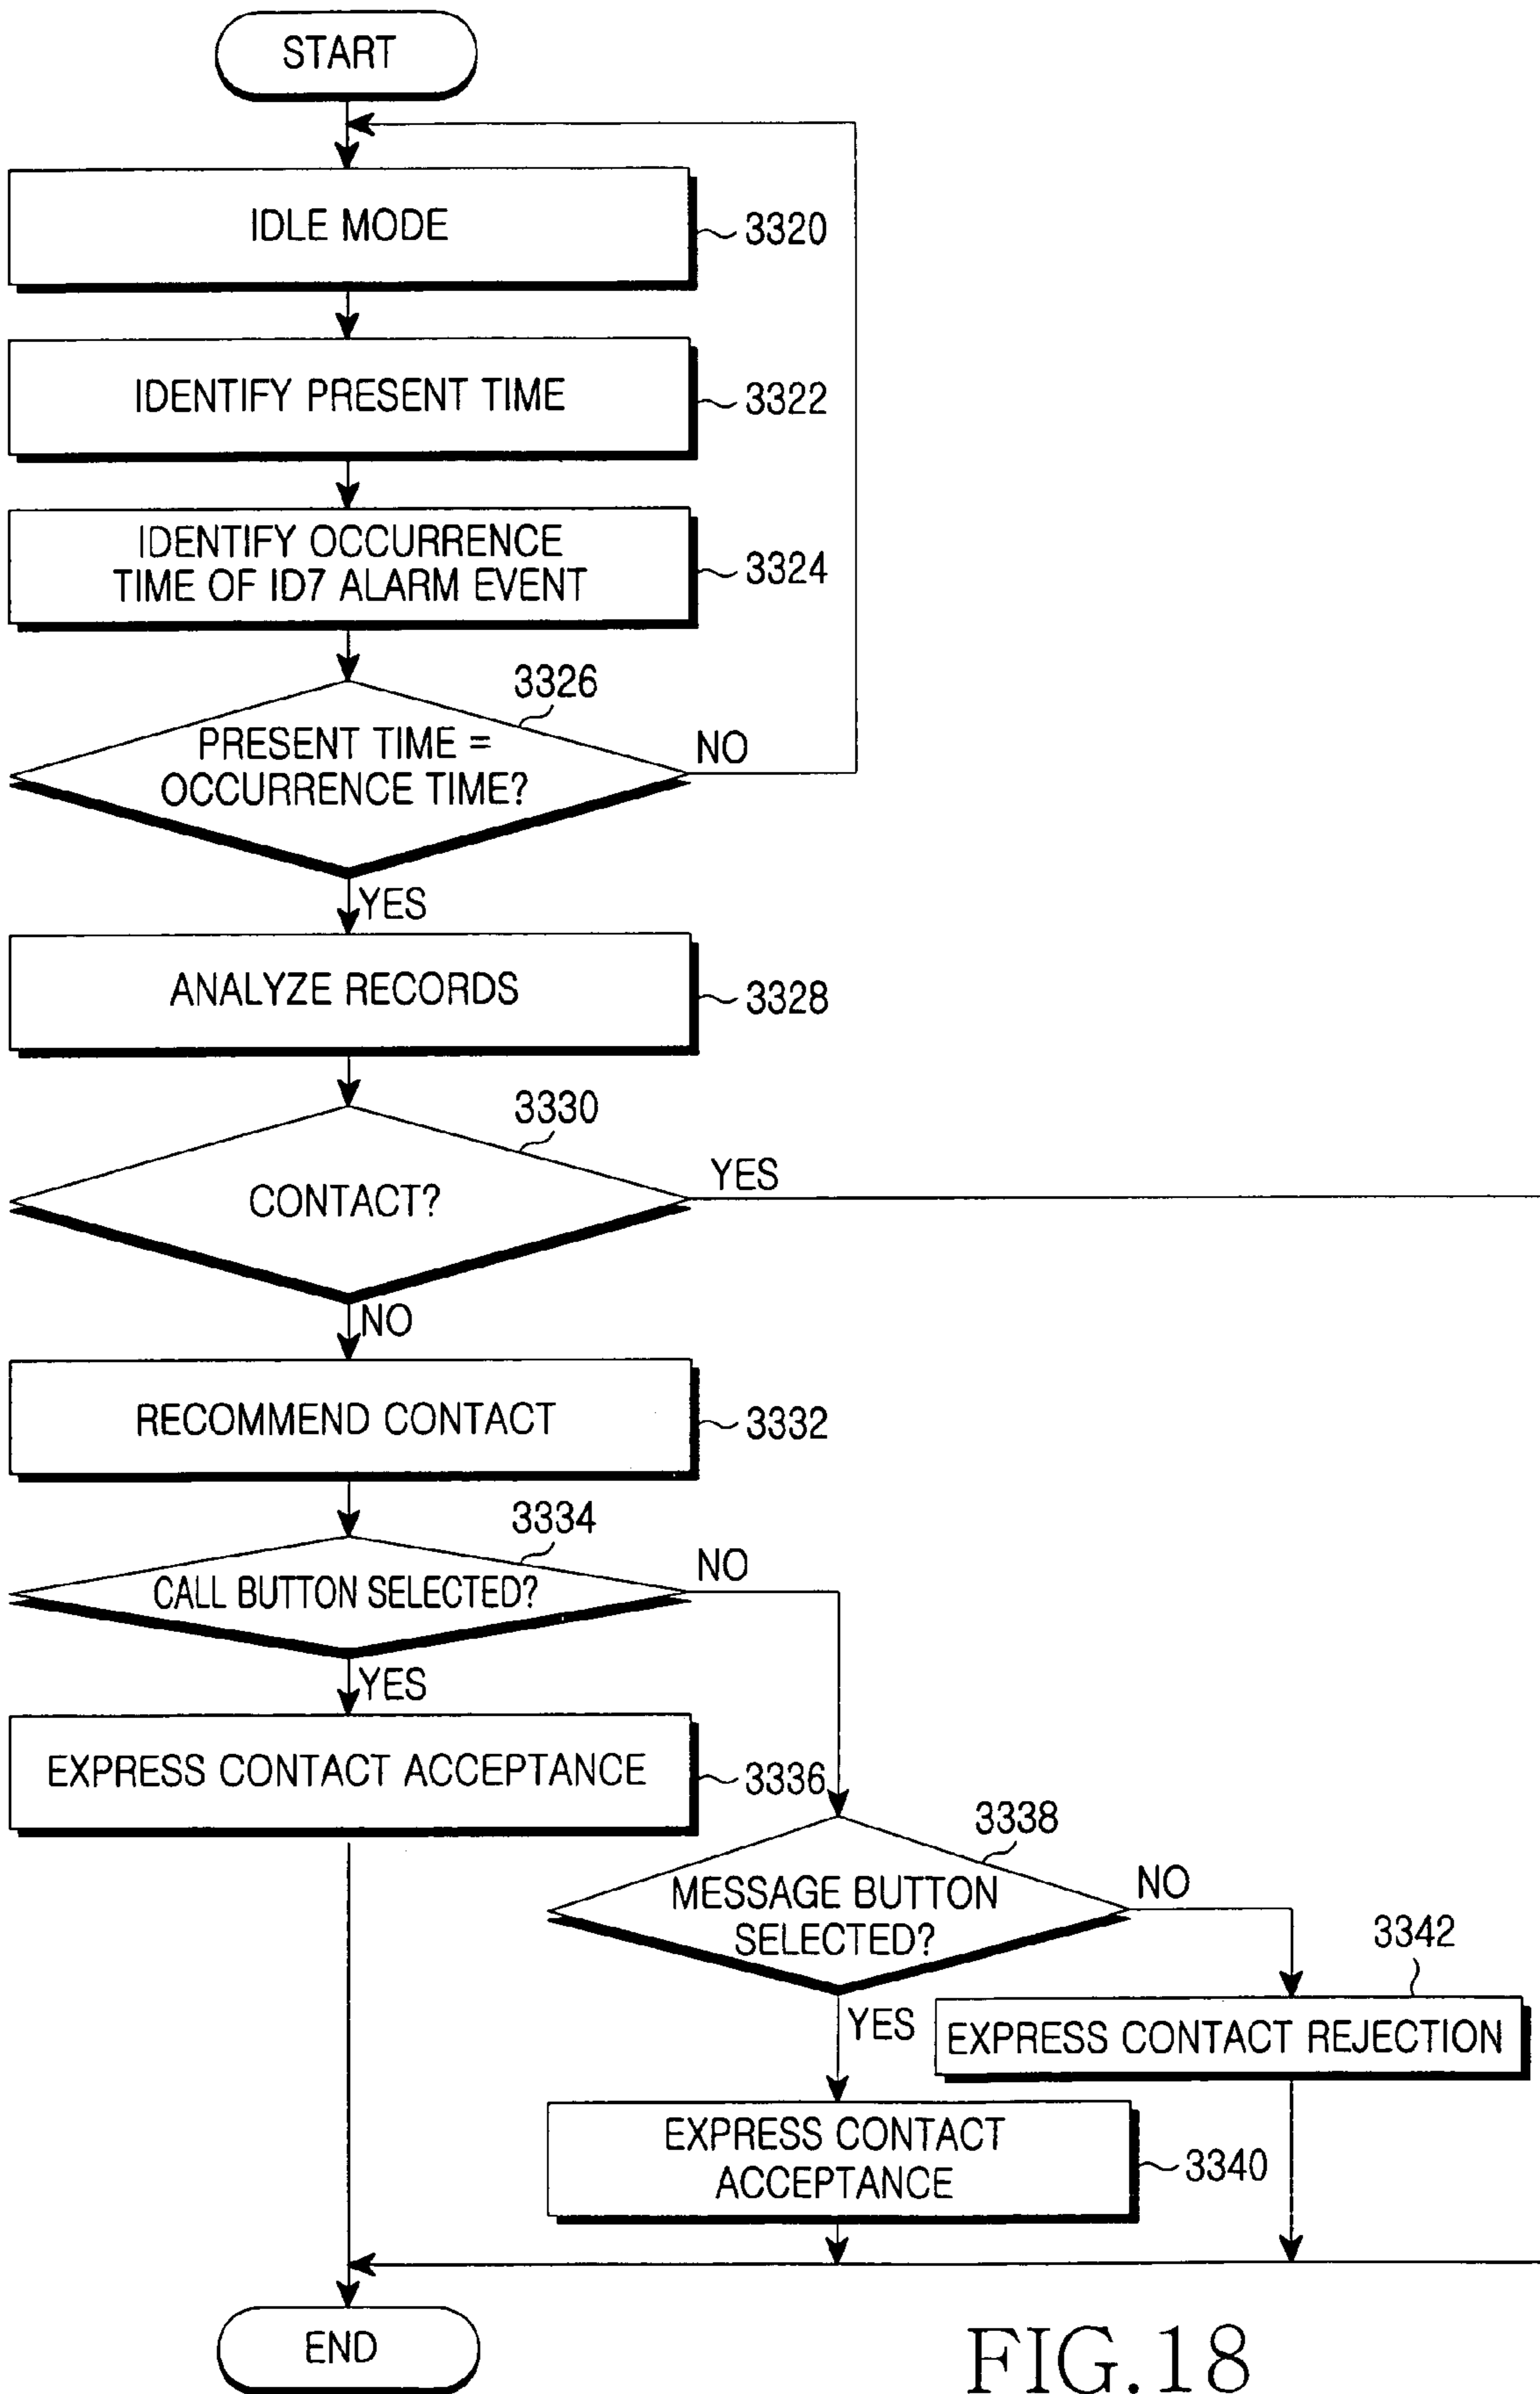 START
IDLE MODE
3320
IDENTIFY PRESENT TIME
3322
IDENTIFY OCCURRENCE
TIME OF ID7 ALARM EVENT
3324
3326
PRESENT TIME =
OCCURRENCE TIME?
NO
YES
ANALYZE RECORDS
3328
3330
CONTACT?
YES
NO
RECOMMEND CONTACT
3332
3334
CALL BUTTON SELECTED?
NO
YES
EXPRESS CONTACT ACCEPTANCE
3336
3338
MESSAGE BUTTON
SELECTED?
NO
3342
YES
EXPRESS CONTACT REJECTION
EXPRESS CONTACT
ACCEPTANCE
3340
END
FIG.18